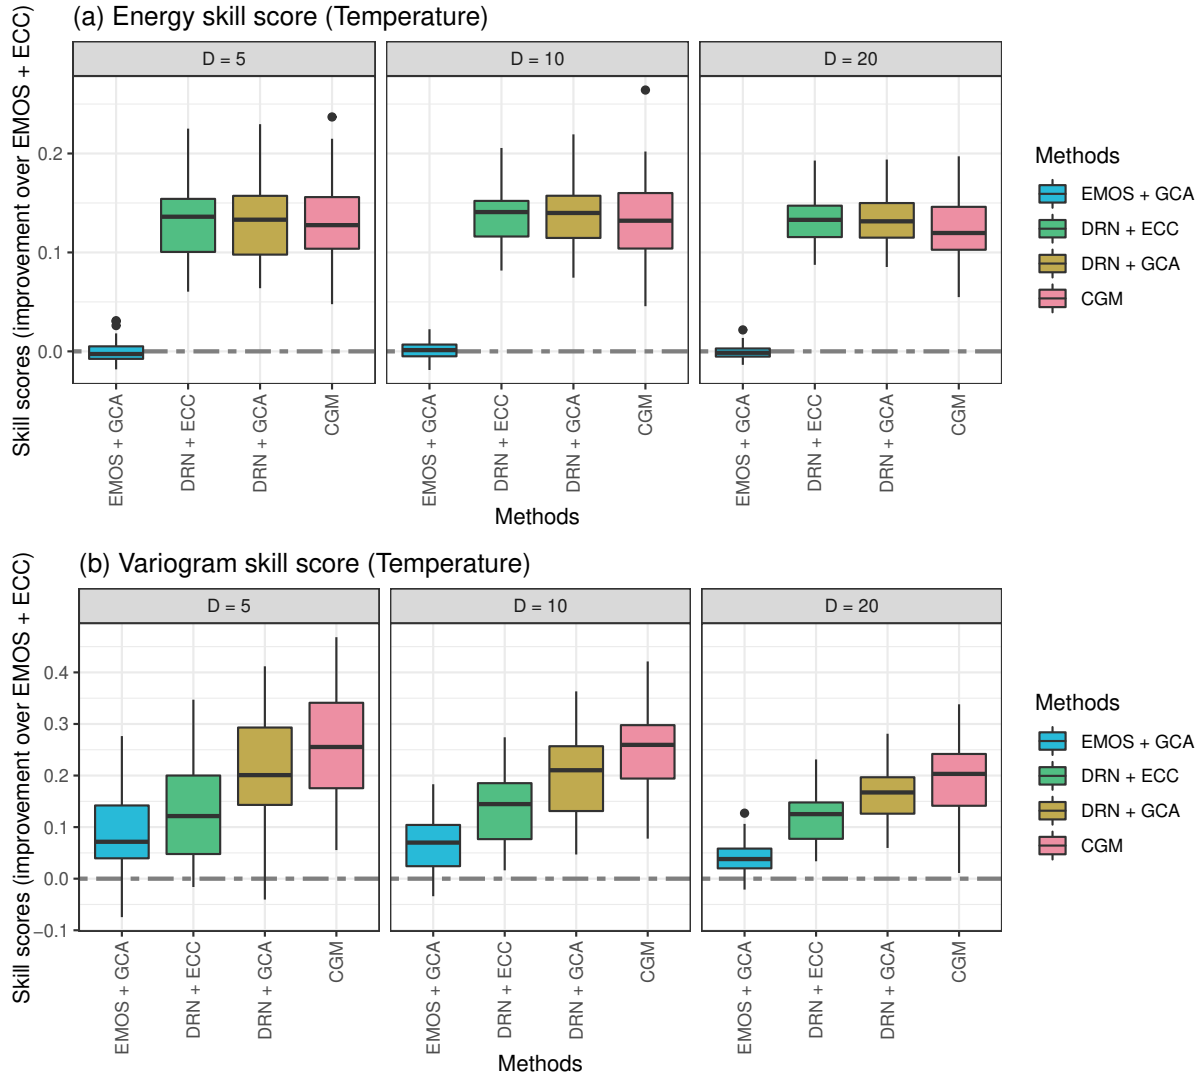 (a) Energy skill score (Temperature)
Skill scores (improvement over EMOS + ECC)
D = 5
D = 10
D = 20
0.2
0.1
0.0
EMOS + GCA
DRN + ECC
DRN + GCA
CGM
EMOS + GCA
DRN + ECC
DRN + GCA
CGM
EMOS + GCA
DRN + ECC
DRN + GCA
CGM
Methods
Methods
EMOS + GCA
DRN + ECC
DRN + GCA
CGM
(b) Variogram skill score (Temperature)
Skill scores (improvement over EMOS + ECC)
D = 5
D = 10
D = 20
0.4
0.3
0.2
0.1
0.0
−0.1
EMOS + GCA
DRN + ECC
DRN + GCA
CGM
EMOS + GCA
DRN + ECC
DRN + GCA
CGM
EMOS + GCA
DRN + ECC
DRN + GCA
CGM
Methods
Methods
EMOS + GCA
DRN + ECC
DRN + GCA
CGM